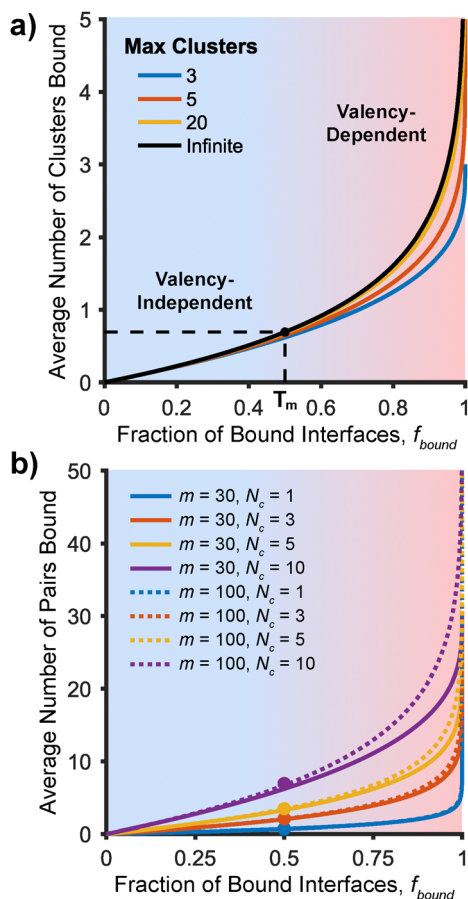 a)
Max Clusters
3
5
20
Infinite
Valency-
Dependent
Valency-
Independent
Average Number of Clusters Bound
5
4
3
2
1
0
0 0.2 0.4 0.6 0.8 1
Tm
Fraction of Bound Interfaces, fbound
b)
m = 30, Nc = 1
m = 30, Nc = 3
m = 30, Nc = 5
m = 30, Nc = 10
m = 100, Nc = 1
m = 100, Nc = 3
m = 100, Nc = 5
m = 100, Nc = 10
Average Number of Pairs Bound
50
40
30
20
10
0
0 0.25 0.5 0.75 1
Fraction of Bound Interfaces, fbound